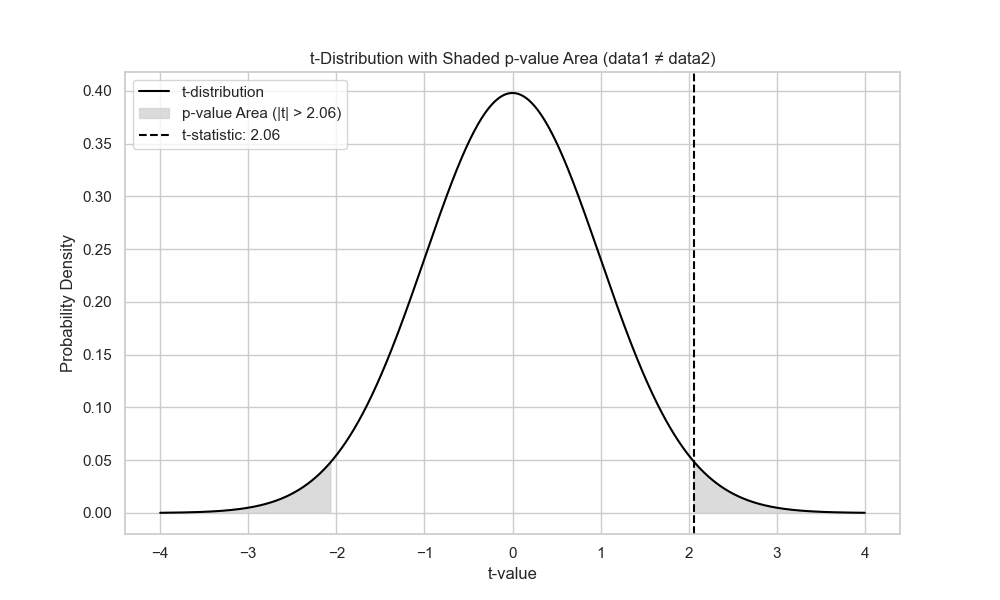 t-Distribution with Shaded p-value Area (data1 ≠ data2)
t-distribution
p-value Area (|t| > 2.06)
t-statistic: 2.06
Probability Density
0.40
0.35
0.30
0.25
0.20
0.15
0.10
0.05
0.00
−4 −3 −2 −1 0 1 2 3 4
t-value